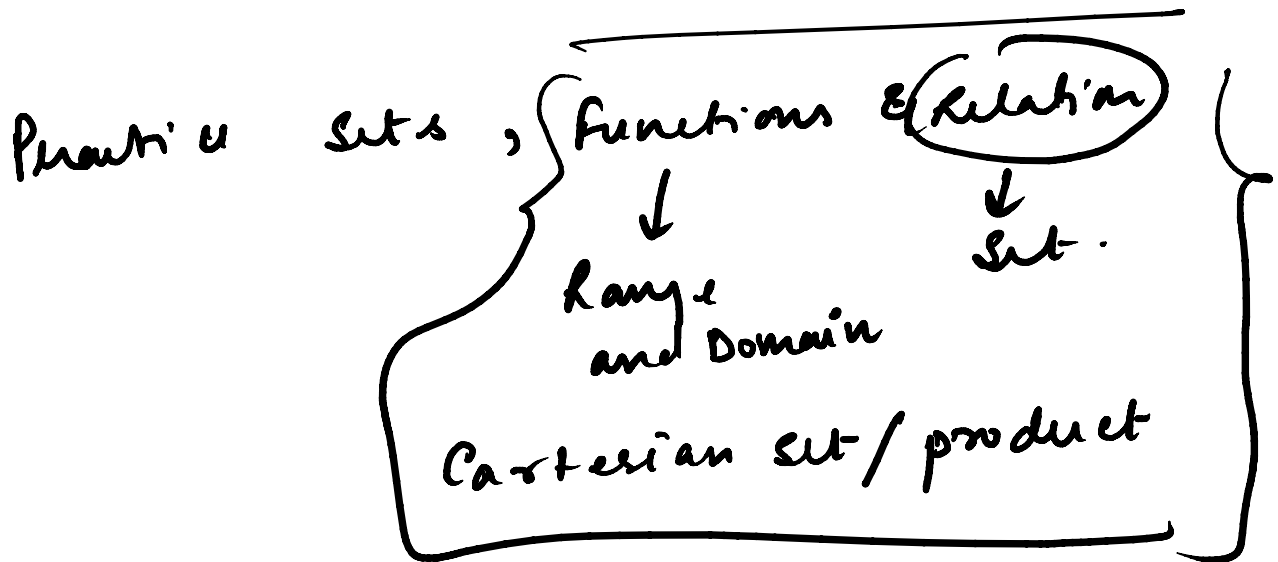 Practice Sets, Functions & Relation
Range Set.
and Domain
Cartesian set/product